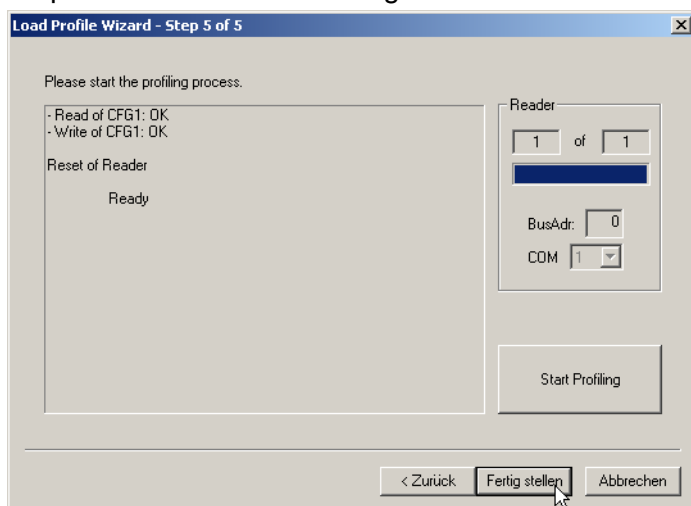 Load Profile Wizard - Step 5 of 5
Please start the profiling process.
- Read of CFG1: OK
- Write of CFG1: OK
Reset of Reader
Ready
Reader
1 of 1
BusAdr: 0
COM 1
Start Profiling
< Zurück Fertig stellen Abbrechen